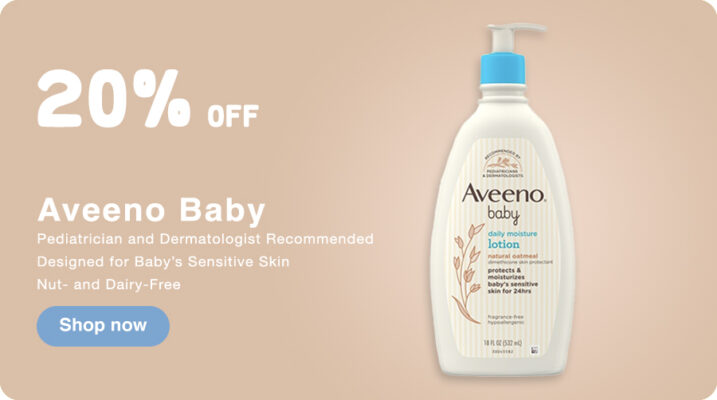 20% OFF
Aveeno Baby
Pediatrician and Dermatologist Recommended
Designed for Baby's Sensitive Skin
Nut- and Dairy-Free
Shop now
RECOMMENDED BY
PEDIATRICIANS
& DERMATOLOGISTS
Aveeno®
baby
daily moisture
lotion
natural oatmeal
dimethicone skin protectant
protects &
moisturizes
baby's sensitive
skin for 24hrs
fragrance-free
hypoallergenic
18 FL OZ (532 mL)